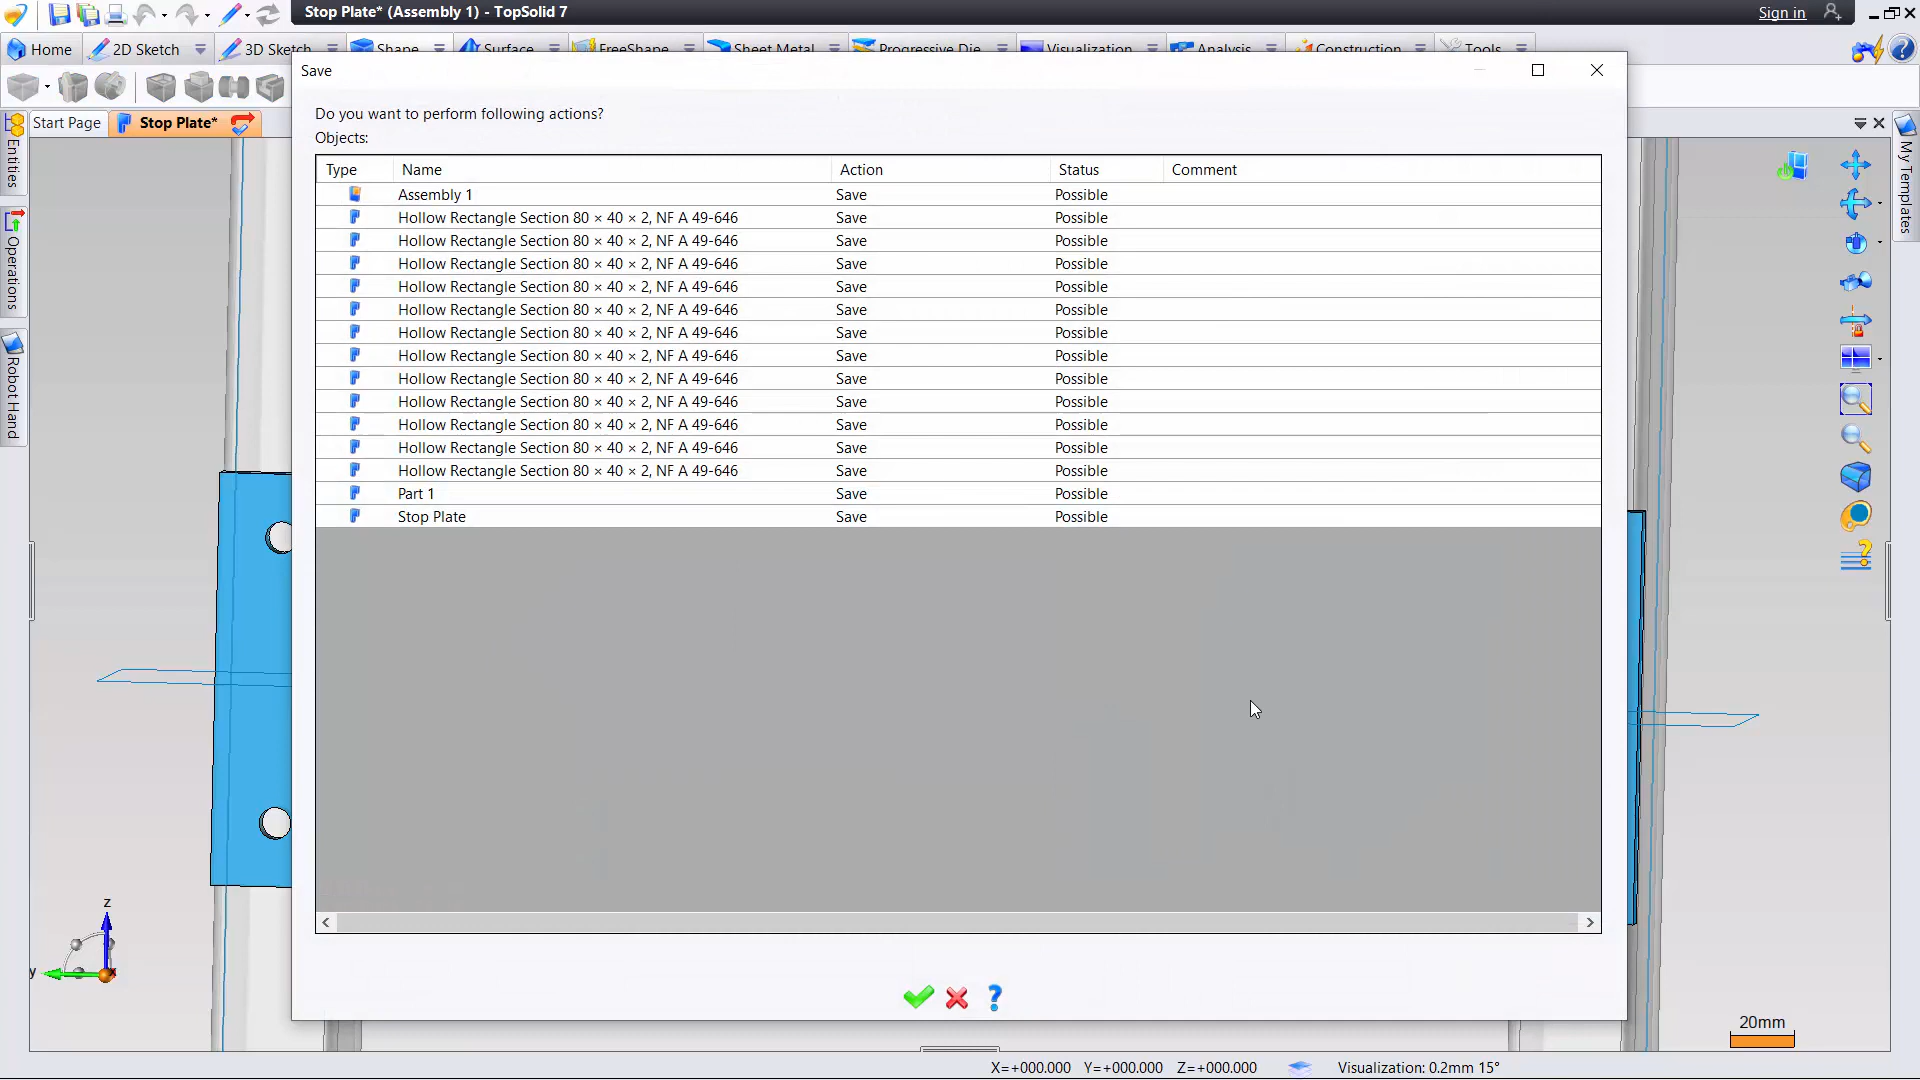 Stop Plate* (Assembly 1) - TopSolid 7
Sign in
Home
2D Sketch
3D Sketch
Shape
Surface
FreeShape
Sheet Metal
Progressive Die
Visualization
Analysis
Construction
Tools
Save
Start Page
Stop Plate*
Entities
Operations
Robot Hand
My Templates
Do you want to perform following actions?
Objects:
Type Name Action Status Comment
Assembly 1 Save Possible
Hollow Rectangle Section 80 × 40 × 2, NF A 49-646 Save Possible
Hollow Rectangle Section 80 × 40 × 2, NF A 49-646 Save Possible
Hollow Rectangle Section 80 × 40 × 2, NF A 49-646 Save Possible
Hollow Rectangle Section 80 × 40 × 2, NF A 49-646 Save Possible
Hollow Rectangle Section 80 × 40 × 2, NF A 49-646 Save Possible
Hollow Rectangle Section 80 × 40 × 2, NF A 49-646 Save Possible
Hollow Rectangle Section 80 × 40 × 2, NF A 49-646 Save Possible
Hollow Rectangle Section 80 × 40 × 2, NF A 49-646 Save Possible
Hollow Rectangle Section 80 × 40 × 2, NF A 49-646 Save Possible
Hollow Rectangle Section 80 × 40 × 2, NF A 49-646 Save Possible
Hollow Rectangle Section 80 × 40 × 2, NF A 49-646 Save Possible
Hollow Rectangle Section 80 × 40 × 2, NF A 49-646 Save Possible
Part 1 Save Possible
Stop Plate Save Possible
z
y
x
20mm
X=+000.000 Y=+000.000 Z=+000.000
Visualization: 0.2mm 15°